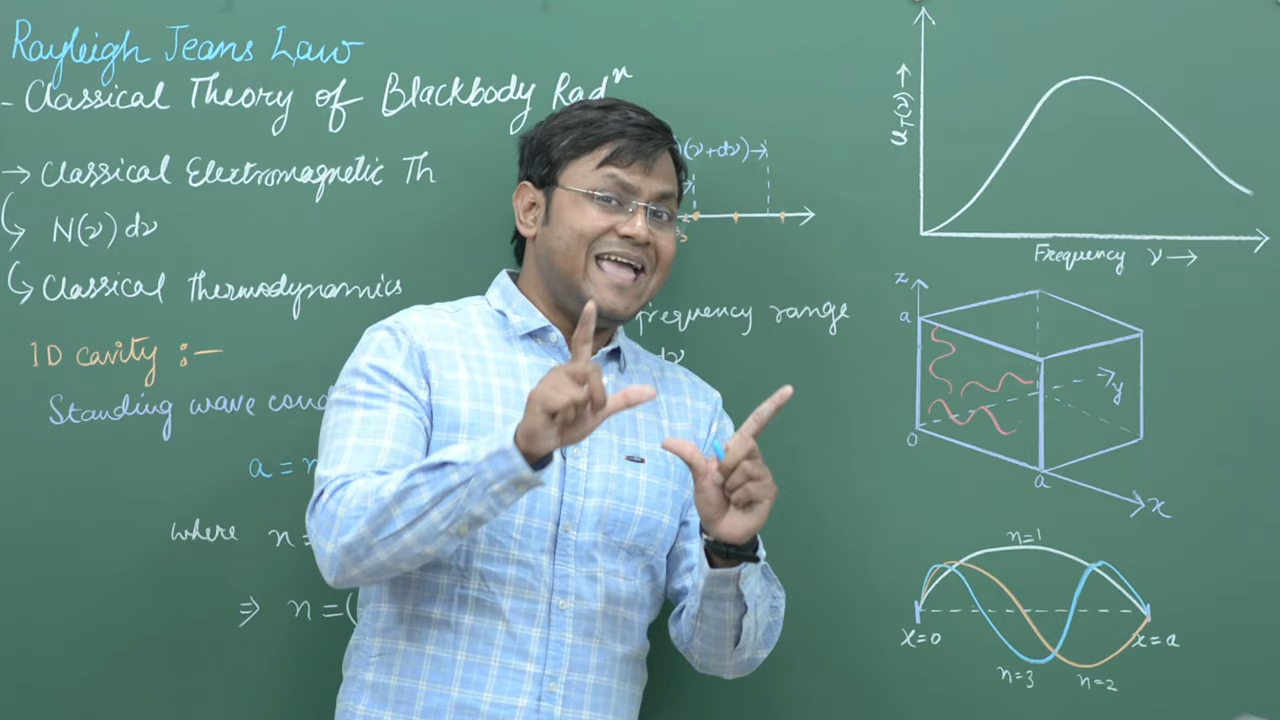 Rayleigh Jeans Law
- Classical Theory of Blackbody Radⁿ
→ Classical Electromagnetic Th
N(ν) dν
Classical thermodynamics
1D cavity :-
Standing wave
a = 
where n =
⇒ n = (
(ν+dν)→
frequency range
dν
U_T(ν) →
Frequency ν →
z
a
0
y
a
x
n=1
x=0
x=a
n=3
n=2